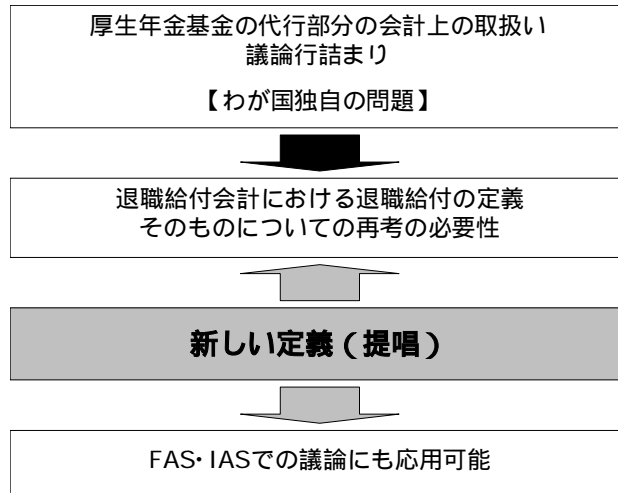 厚生年金基金の代行部分の会計上の取扱い
議論行詰まり
【わが国独自の問題】
退職給付会計における退職給付の定義
そのものについての再考の必要性
新しい定義(提唱)
FAS・IASでの議論にも応用可能